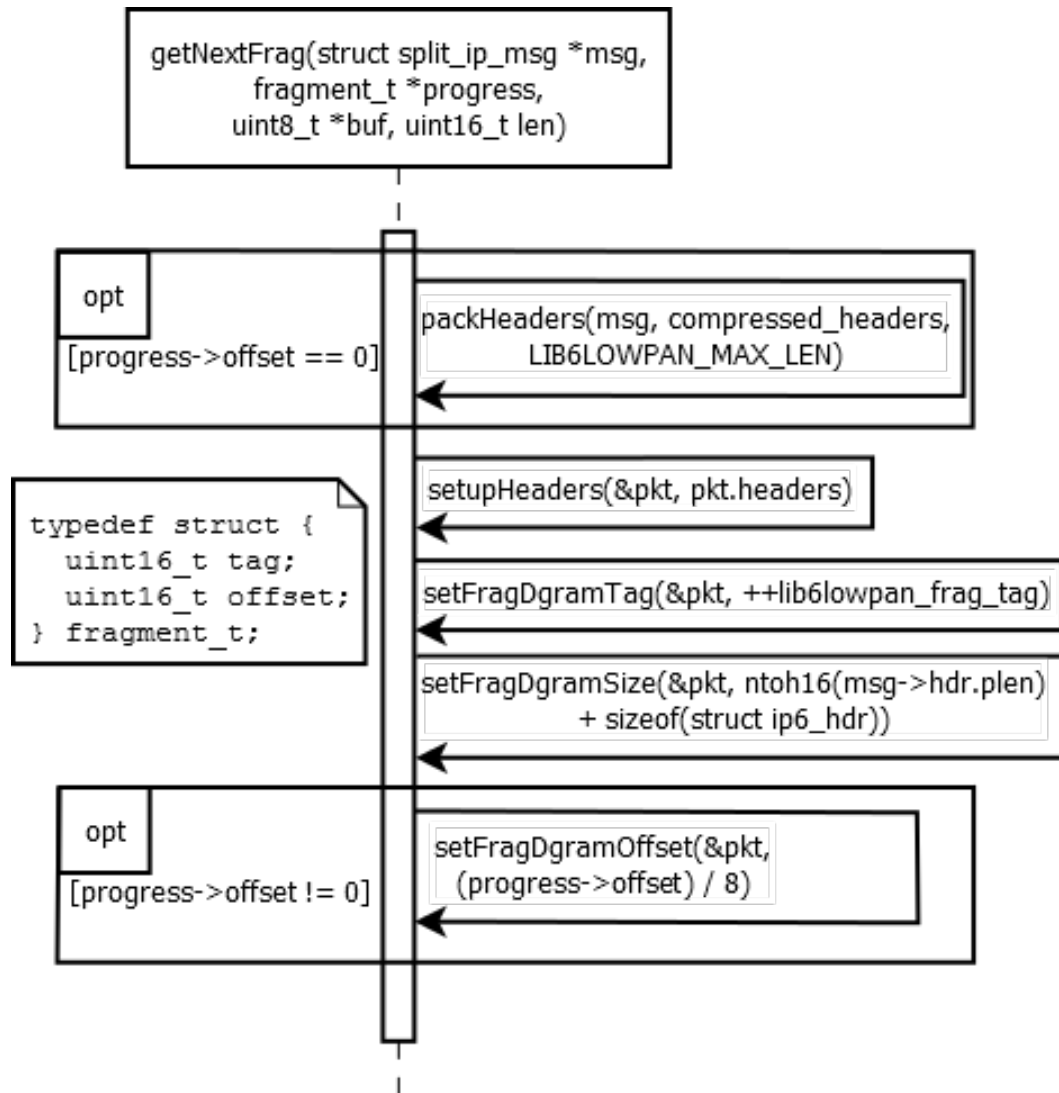 getNextFrag(struct split_ip_msg *msg,
fragment_t *progress,
uint8_t *buf, uint16_t len)
opt
[progress->offset == 0]
packHeaders(msg, compressed_headers,
LIB6LOWPAN_MAX_LEN)
setupHeaders(&pkt, pkt.headers)
typedef struct {
uint16_t tag;
uint16_t offset;
} fragment_t;
setFragDgramTag(&pkt, ++lib6lowpan_frag_tag)
setFragDgramSize(&pkt, ntoh16(msg->hdr.plen)
+ sizeof(struct ip6_hdr))
opt
[progress->offset != 0]
setFragDgramOffset(&pkt,
(progress->offset) / 8)